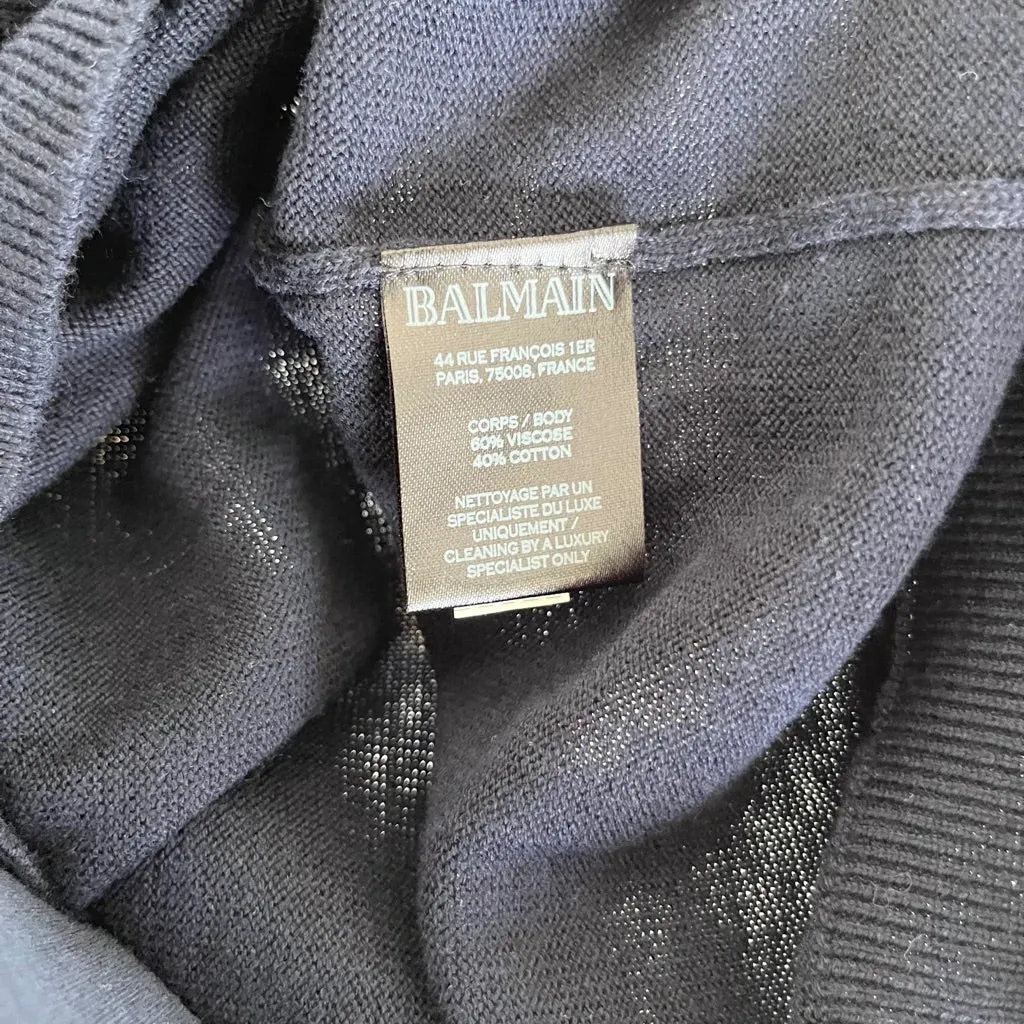 BALMAIN
44 RUE FRANÇOIS 1ER
PARIS, 75008, FRANCE
CORPS / BODY
60% VISCOSE
40% COTTON
NETTOYAGE PAR UN
SPECIALISTE DU LUXE
UNIQUEMENT /
CLEANING BY A LUXURY
SPECIALIST ONLY